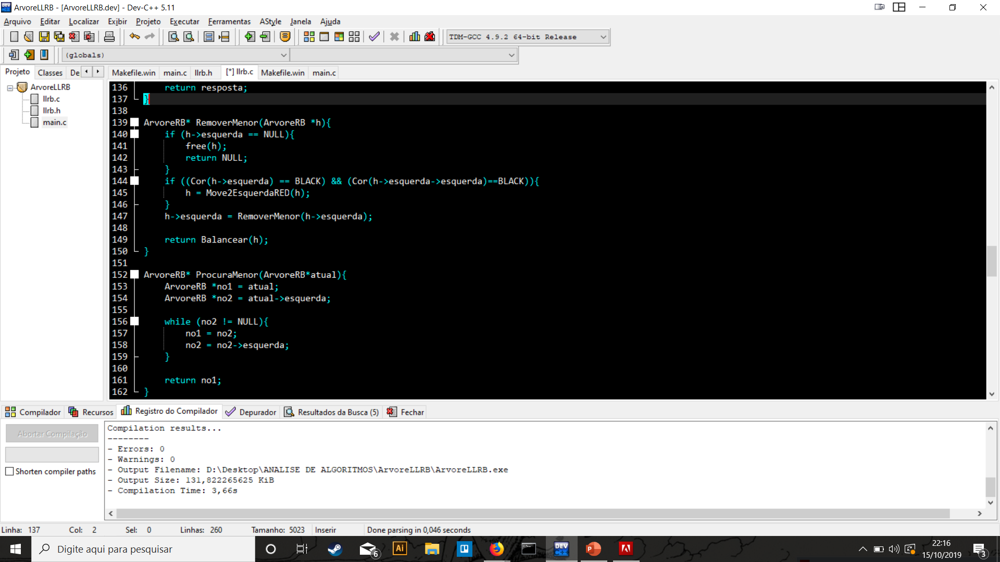 ArvoreLLRB - [ArvoreLLRB.dev] - Dev-C++ 5.11
Arquivo Editar Localizar Exibir Projeto Executar Ferramentas AStyle Janela Ajuda
TDM-GCC 4.9.2 64-bit Release
(globals)
Projeto Classes De
Makefile.win main.c llrb.h [*] llrb.c Makefile.win main.c
ArvoreLLRB
llrb.c
llrb.h
main.c
136 return resposta;
137 }
138
139 ArvoreRB* RemoverMenor(ArvoreRB *h){
140 if (h->esquerda == NULL){
141 free(h);
142 return NULL;
143 }
144 if ((Cor(h->esquerda) == BLACK) && (Cor(h->esquerda->esquerda)==BLACK)){
145 h = Move2EsquerdaRED(h);
146 }
147 h->esquerda = RemoverMenor(h->esquerda);
148
149 return Balancear(h);
150 }
151
152 ArvoreRB* ProcuraMenor(ArvoreRB*atual){
153 ArvoreRB *no1 = atual;
154 ArvoreRB *no2 = atual->esquerda;
155
156 while (no2 != NULL){
157 no1 = no2;
158 no2 = no2->esquerda;
159 }
160
161 return no1;
162 }
Compilador Recursos Registro do Compilador Depurador Resultados da Busca (5) Fechar
Abortar Compilação
Shorten compiler paths
Compilation results...
--------
- Errors: 0
- Warnings: 0
- Output Filename: D:\Desktop\ANALISE DE ALGORITMOS\ArvoreLLRB\ArvoreLLRB.exe
- Output Size: 131,822265625 KiB
- Compilation Time: 3,66s
Linha: 137 Col: 2 Sel: 0 Linhas: 260 Tamanho: 5023 Inserir Done parsing in 0,046 seconds
Digite aqui para pesquisar
6
Ai
DEV C++
P
22:16
15/10/2019
3